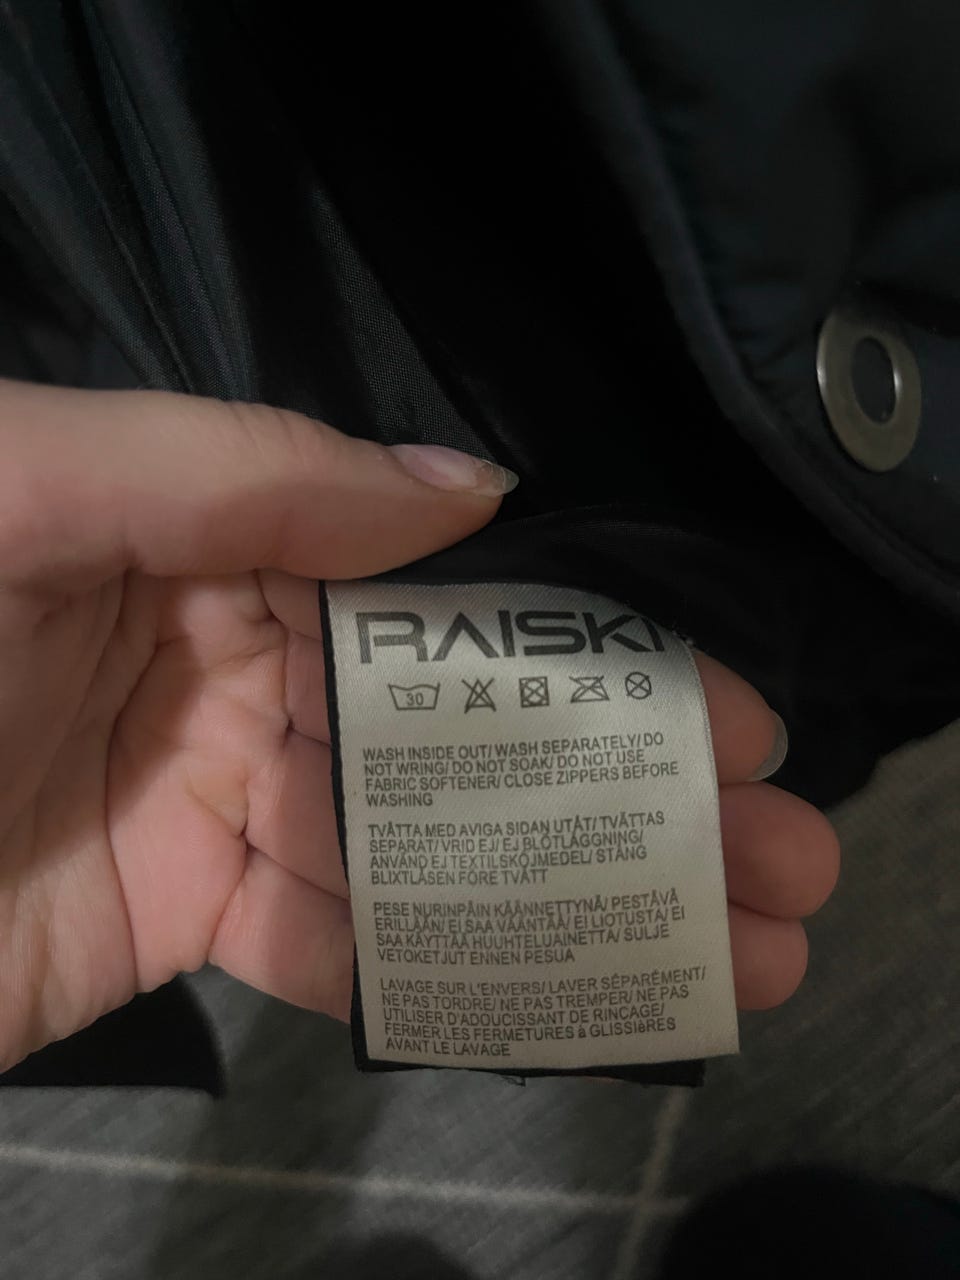 RAISKI
30
WASH INSIDE OUT/ WASH SEPARATELY/ DO
NOT WRING/ DO NOT SOAK/ DO NOT USE
FABRIC SOFTENER/ CLOSE ZIPPERS BEFORE
WASHING
TVÄTTA MED AVIGA SIDAN UTÅT/ TVÄTTAS
SEPARAT/ VRID EJ/ EJ BLÖTLÄGGNING/
ANVÄND EJ TEXTILSKÖJMEDEL/ STÄNG
BLIXTLÅSEN FÖRE TVÄTT
PESE NURINPÄIN KÄÄNNETTYNÄ/ PESTÄVÄ
ERILLÄÄN/ EI SAA VÄÄNTÄÄ/ EI LIOTUSTA/ EI
SAA KÄYTTÄÄ HUUHTELUAINETTA/ SULJE
VETOKETJUT ENNEN PESUA
LAVAGE SUR L'ENVERS/ LAVER SÉPARÉMENT/
NE PAS TORDRE/ NE PAS TREMPER/ NE PAS
UTILISER D'ADOUCISSANT DE RINCAGE/
FERMER LES FERMETURES à GLISSIèRES
AVANT LE LAVAGE